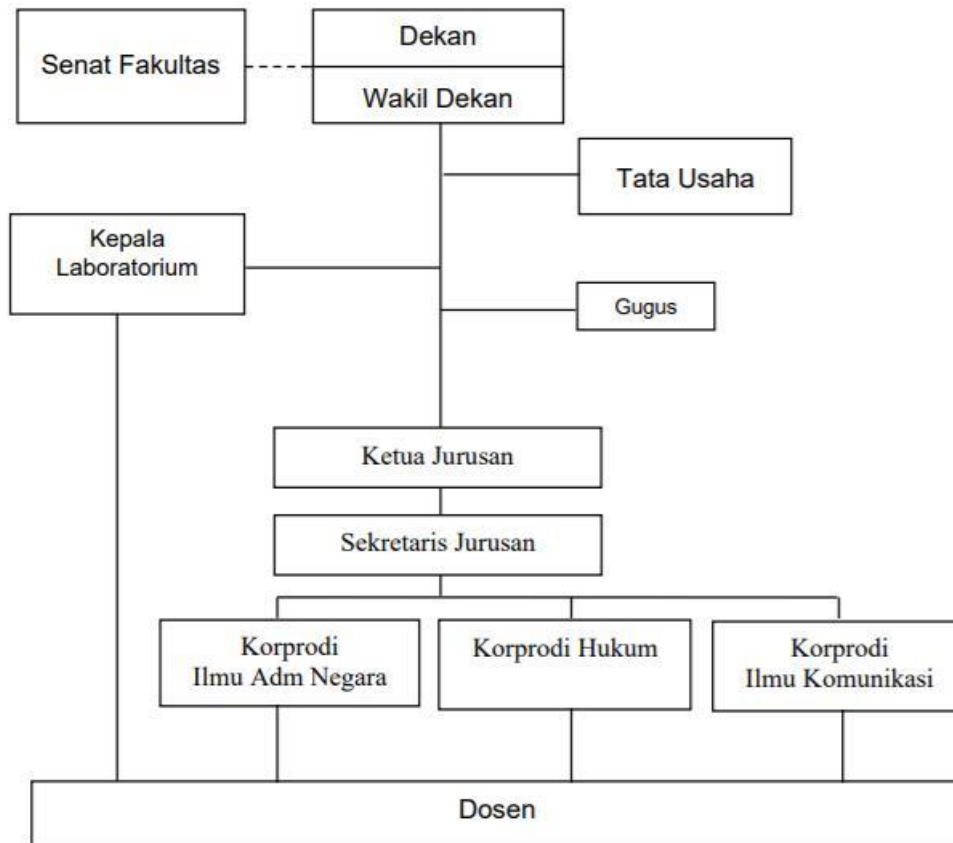 Dekan
Senat Fakultas
Wakil Dekan
Tata Usaha
Kepala
Laboratorium
Gugus
Ketua Jurusan
Sekretaris Jurusan
Korprodi
Ilmu Adm Negara
Korprodi Hukum
Korprodi
Ilmu Komunikasi
Dosen